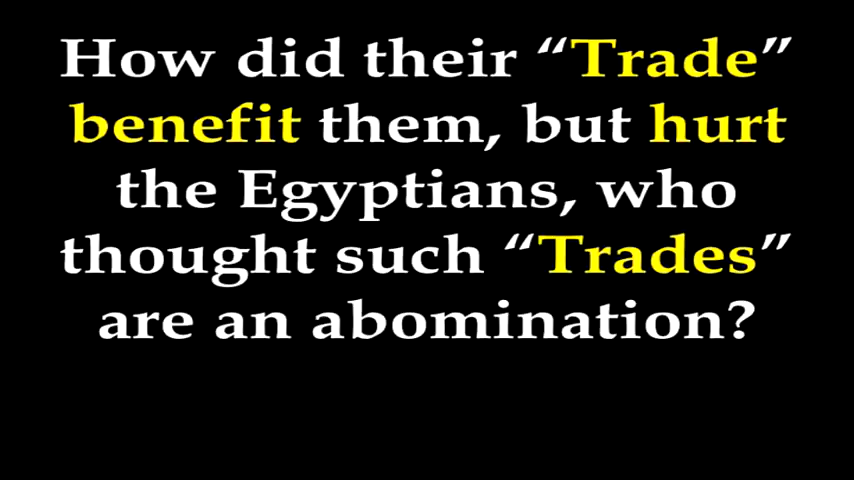 How did their “Trade”
benefit them, but hurt
the Egyptians, who
thought such “Trades”
are an abomination?